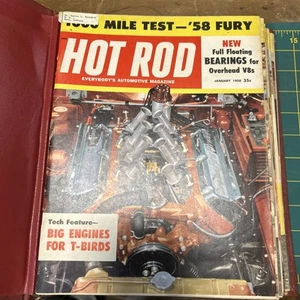 1000 MILE TEST—'58 FURY
HOT ROD
EVERYBODY'S AUTOMOTIVE MAGAZINE
NEW
Full Floating
BEARINGS for
Overhead V8s
JANUARY 1958 35c
Tech Feature—
BIG ENGINES
FOR T-BIRDS
15